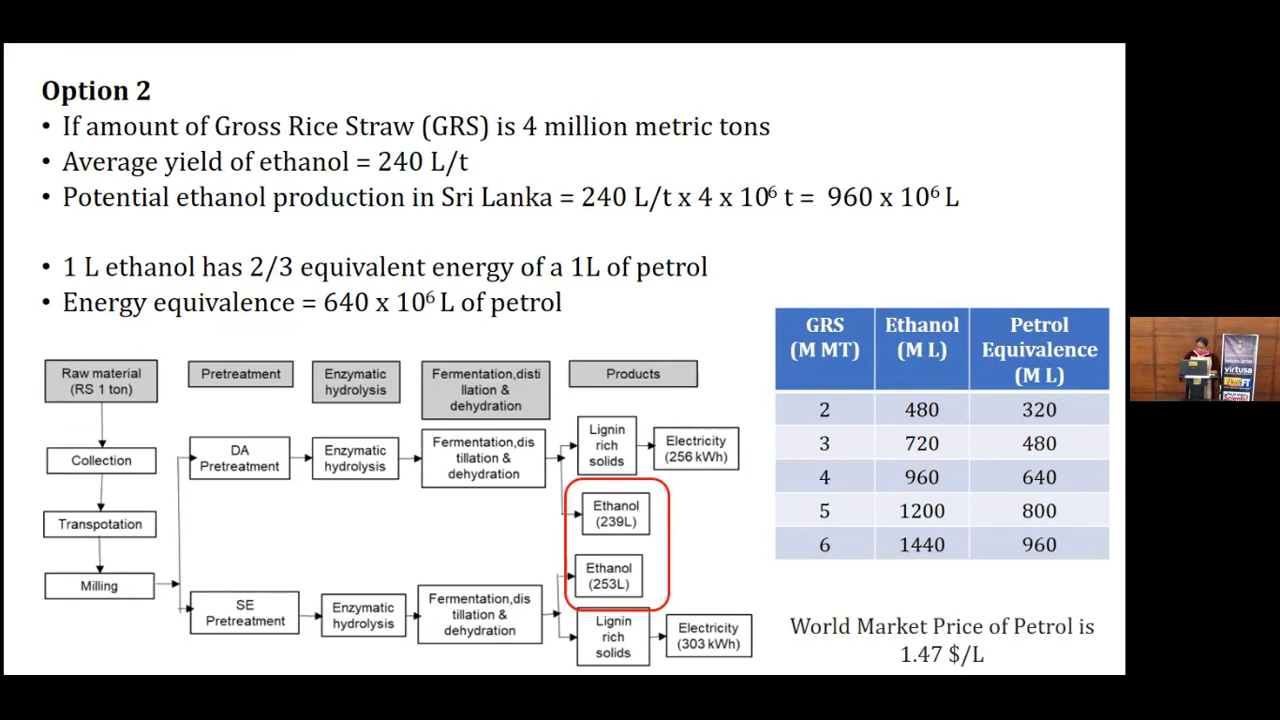 Option 2
• If amount of Gross Rice Straw (GRS) is 4 million metric tons
• Average yield of ethanol = 240 L/t
• Potential ethanol production in Sri Lanka = 240 L/t x 4 x 10⁶ t = 960 x 10⁶ L
• 1 L ethanol has 2/3 equivalent energy of a 1L of petrol
• Energy equivalence = 640 x 10⁶ L of petrol
Raw material
(RS 1 ton)
Pretreatment
Enzymatic
hydrolysis
Fermentation,disti
llation &
dehydration
Products
Collection
Transpotation
Milling
DA
Pretreatment
Enzymatic
hydrolysis
Fermentation,dis
tillation &
dehydration
Lignin
rich
solids
Electricity
(256 kWh)
Ethanol
(239L)
Ethanol
(253L)
SE
Pretreatment
Enzymatic
hydrolysis
Fermentation,dis
tillation &
dehydration
Lignin
rich
solids
Electricity
(303 kWh)
GRS (M MT) Ethanol (M L) Petrol Equivalence (M L)
2 480 320
3 720 480
4 960 640
5 1200 800
6 1440 960
World Market Price of Petrol is
1.47 $/L
virtusa